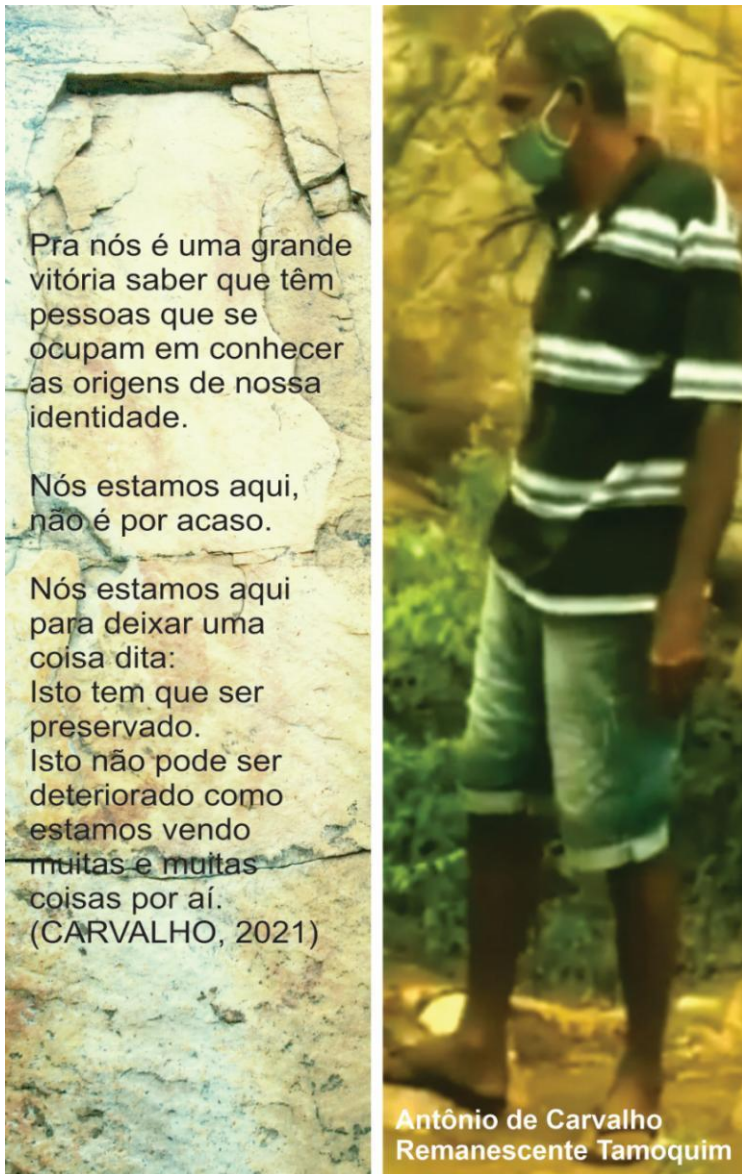 Pra nós é uma grande
vitória saber que têm
pessoas que se
ocupam em conhecer
as origens de nossa
identidade.
Nós estamos aqui,
não é por acaso.
Nós estamos aqui
para deixar uma
coisa dita:
Isto tem que ser
preservado.
Isto não pode ser
deteriorado como
estamos vendo
muitas e muitas
coisas por aí.
(CARVALHO, 2021)
Antônio de Carvalho
Remanescente Tamoquim